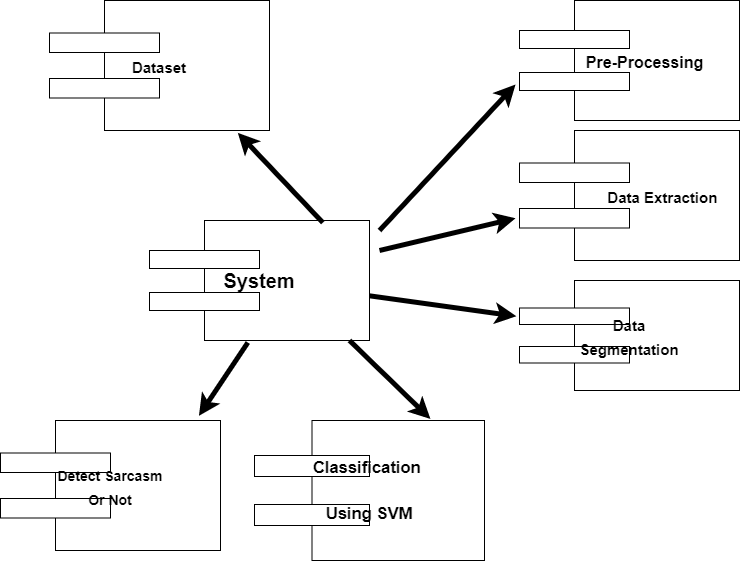 Dataset
Pre-Processing
Data Extraction
System
Data
Segmentation
Detect Sarcasm
Or Not
Classification
Using SVM